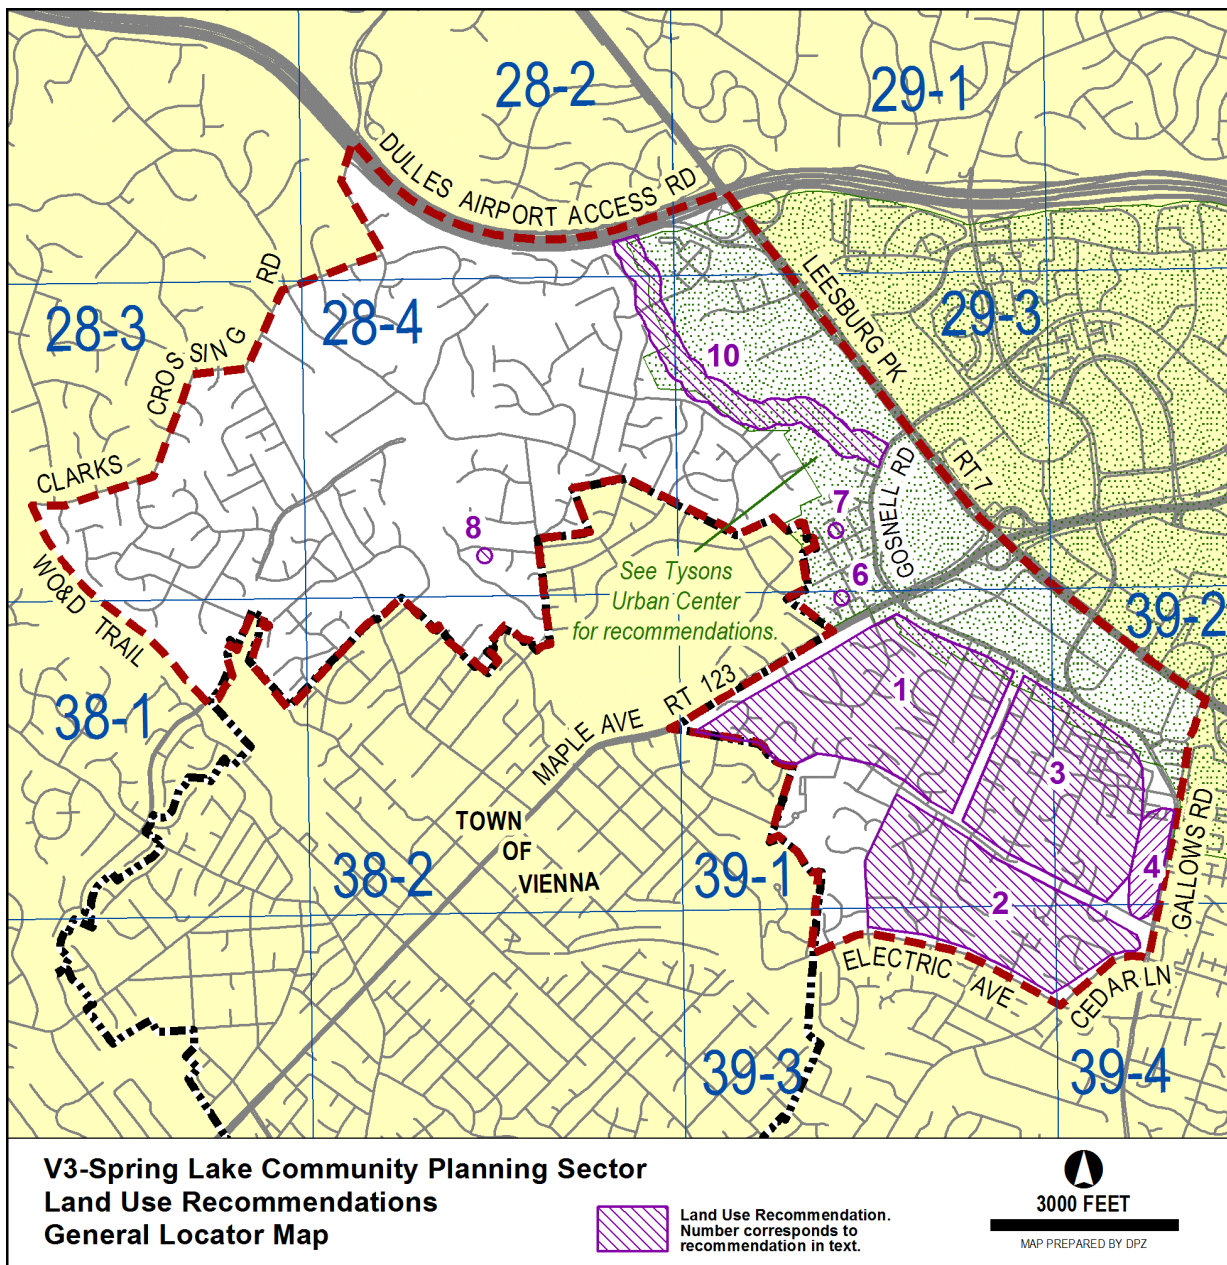 28-2
29-1
DULLES AIRPORT ACCESS RD
CLARKS CROSSING RD
28-3
28-4
LEESBURG PK
29-3
10
RT 7
GOSNELL RD
7
8
6
See Tysons
Urban Center
for recommendations.
WO&D TRAIL
39-2
38-1
1
MAPLE AVE RT 123
3
GALLOWS RD
TOWN
OF
VIENNA
38-2
39-1
4
2
ELECTRIC AVE
CEDAR LN
39-3
39-4
V3-Spring Lake Community Planning Sector
Land Use Recommendations
General Locator Map
Land Use Recommendation.
Number corresponds to
recommendation in text.
3000 FEET
MAP PREPARED BY DPZ